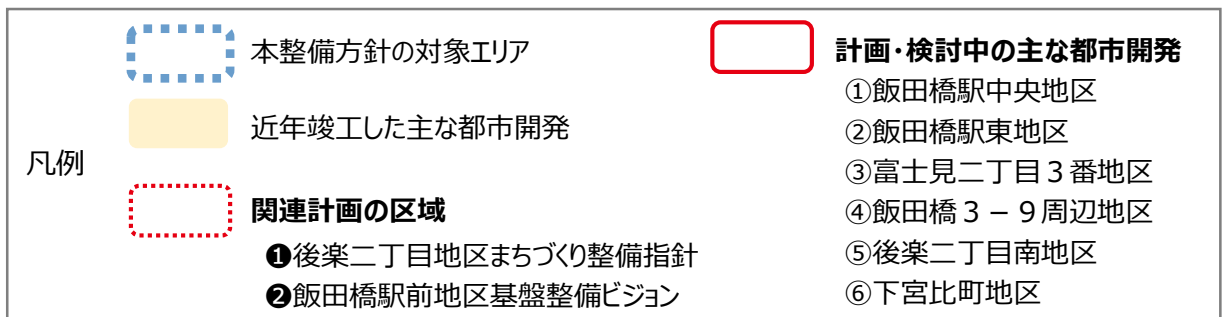 凡例
本整備方針の対象エリア
近年竣工した主な都市開発
関連計画の区域
❶後楽二丁目地区まちづくり整備指針
❷飯田橋駅前地区基盤整備ビジョン
計画・検討中の主な都市開発
①飯田橋駅中央地区
②飯田橋駅東地区
③富士見二丁目３番地区
④飯田橋３－９周辺地区
⑤後楽二丁目南地区
⑥下宮比町地区